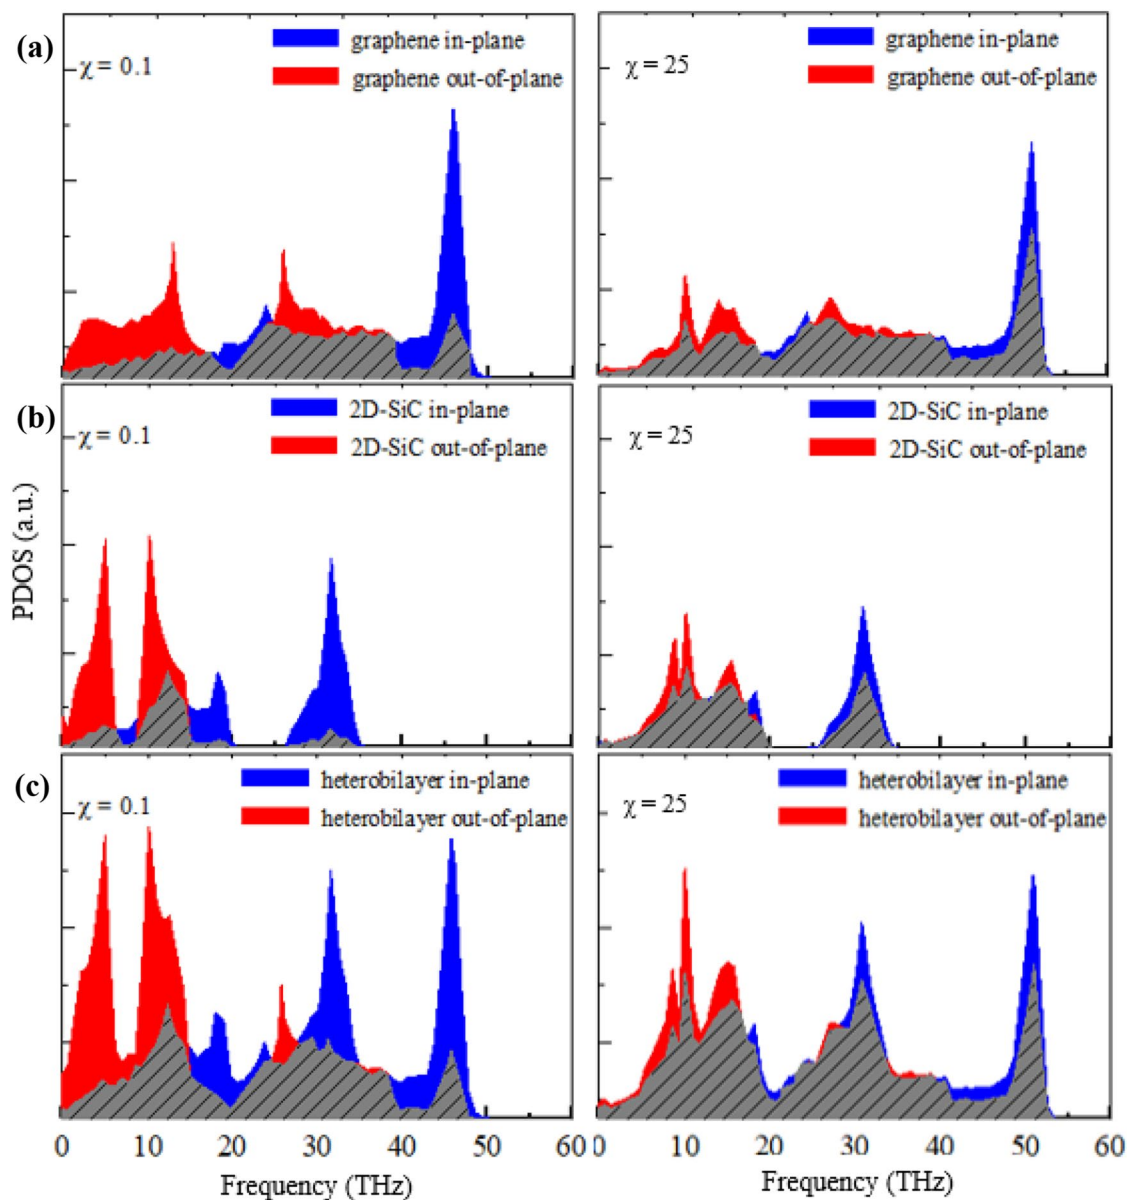 (a)
χ = 0.1
graphene in-plane
graphene out-of-plane
χ = 25
graphene in-plane
graphene out-of-plane
(b)
χ = 0.1
2D-SiC in-plane
2D-SiC out-of-plane
χ = 25
2D-SiC in-plane
2D-SiC out-of-plane
PDOS (a.u.)
(c)
χ = 0.1
heterobilayer in-plane
heterobilayer out-of-plane
χ = 25
heterobilayer in-plane
heterobilayer out-of-plane
0 10 20 30 40 50 60 0 10 20 30 40 50 60
Frequency (THz) Frequency (THz)